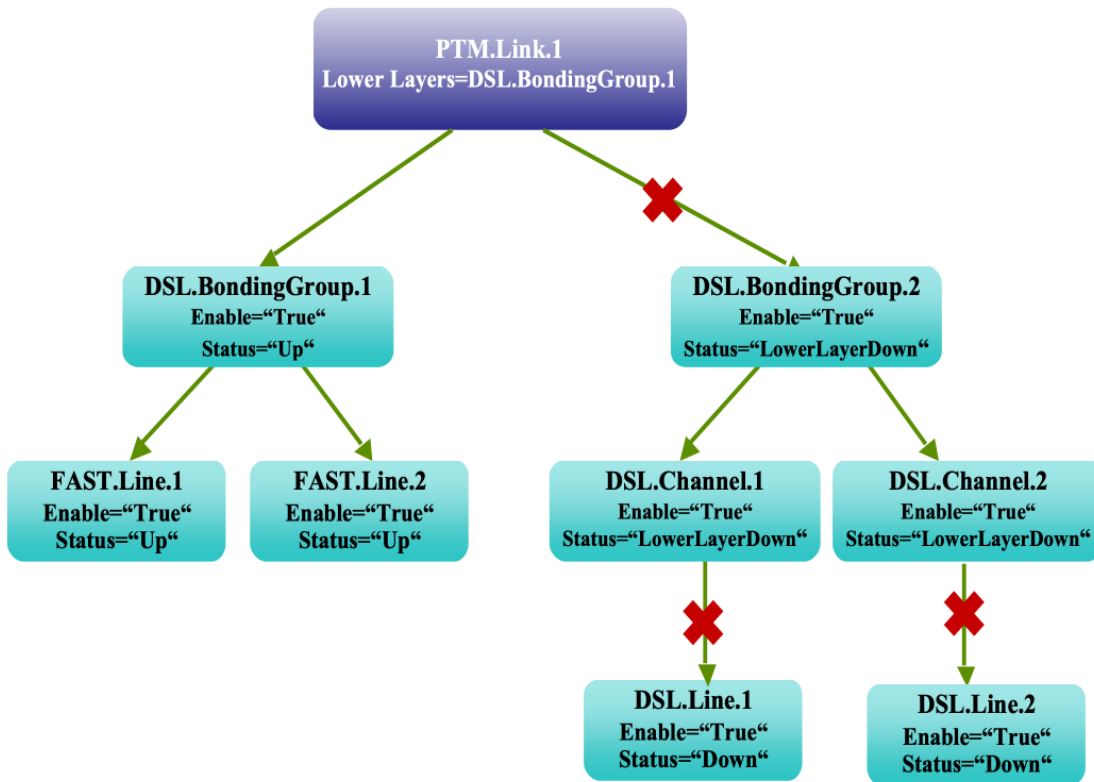 PTM.Link.1
Lower Layers=DSL.BondingGroup.1
DSL.BondingGroup.1
Enable=“True“
Status=“Up“
DSL.BondingGroup.2
Enable=“True“
Status=“LowerLayerDown“
FAST.Line.1
Enable=“True“
Status=“Up“
FAST.Line.2
Enable=“True“
Status=“Up“
DSL.Channel.1
Enable=“True“
Status=“LowerLayerDown“
DSL.Channel.2
Enable=“True“
Status=“LowerLayerDown“
DSL.Line.1
Enable=“True“
Status=“Down“
DSL.Line.2
Enable=“True“
Status=“Down“